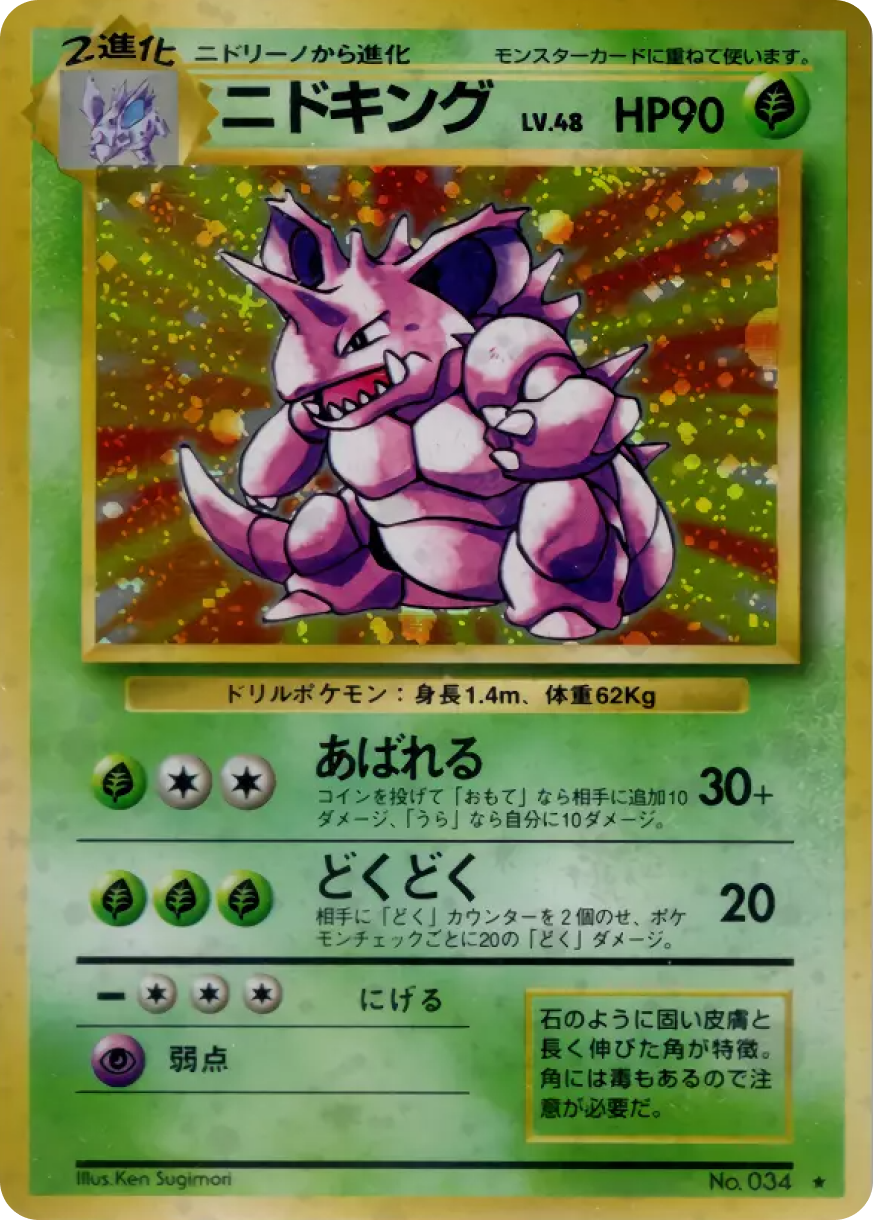 2進化 ニドリーノから進化 モンスターカードに重ねて使います。
ニドキング LV.48 HP90
ドリルポケモン：身長1.4m、体重62Kg
あばれる 30+
コインを投げて「おもて」なら相手に追加10
ダメージ、「うら」なら自分に10ダメージ。
どくどく 20
相手に「どく」カウンターを2個のせ、ポケ
モンチェックごとに20の「どく」ダメージ。
にげる
弱点
石のように固い皮膚と
長く伸びた角が特徴。
角には毒もあるので注
意が必要だ。
Illus.Ken Sugimori No.034 ★